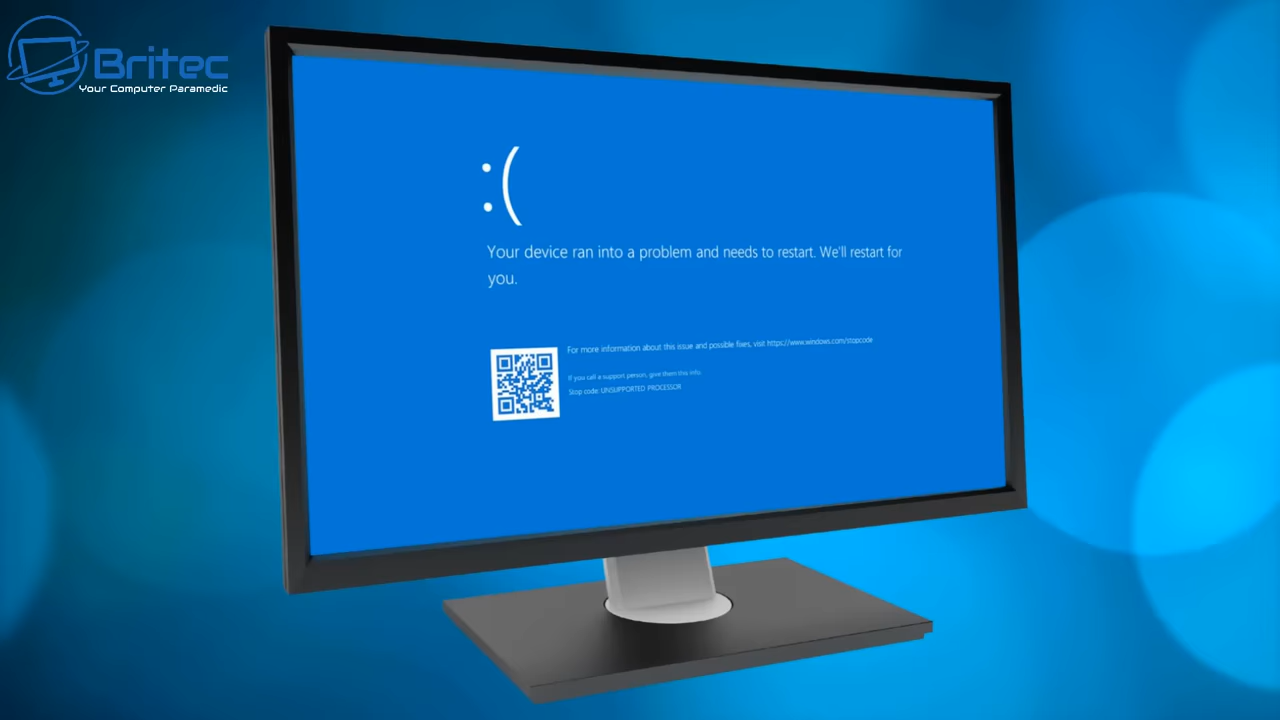 Britec
Your Computer Paramedic
:(
Your device ran into a problem and needs to restart. We'll restart for
you.
For more information about this issue and possible fixes, visit https://www.windows.com/stopcode
If you call a support person, give them this info:
Stop code: UNSUPPORTED PROCESSOR